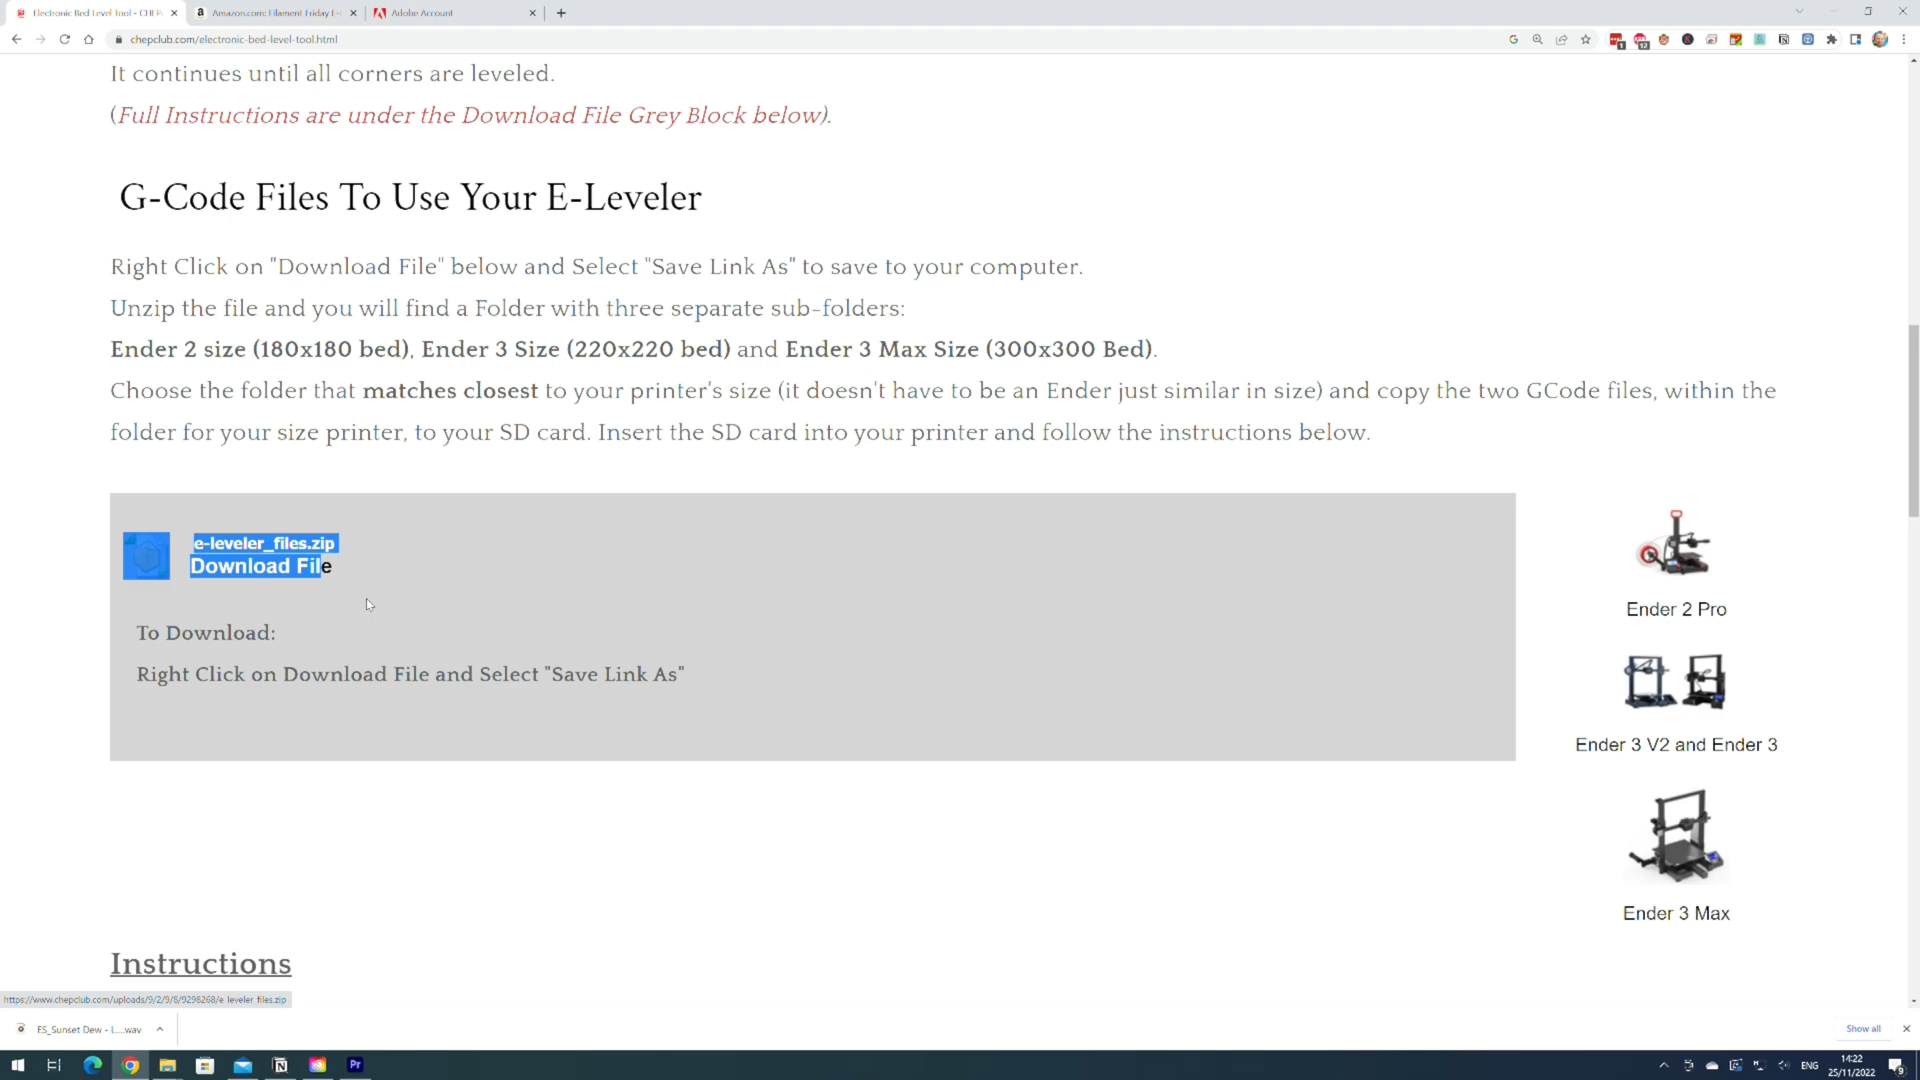 Electronic Bed Level Tool - CHEP
Amazon.com: Filament Friday E-
Adobe Account
chepclub.com/electronic-bed-level-tool.html
It continues until all corners are leveled.
(Full Instructions are under the Download File Grey Block below).
G-Code Files To Use Your E-Leveler
Right Click on "Download File" below and Select "Save Link As" to save to your computer.
Unzip the file and you will find a Folder with three separate sub-folders:
Ender 2 size (180x180 bed), Ender 3 Size (220x220 bed) and Ender 3 Max Size (300x300 Bed).
Choose the folder that matches closest to your printer's size (it doesn't have to be an Ender just similar in size) and copy the two GCode files, within the
folder for your size printer, to your SD card. Insert the SD card into your printer and follow the instructions below.
e-leveler_files.zip
Download File
To Download:
Right Click on Download File and Select "Save Link As"
Ender 2 Pro
Ender 3 V2 and Ender 3
Ender 3 Max
Instructions
https://www.chepclub.com/uploads/9/2/9/8/9298268/e-leveler_files.zip
ES_Sunset Dew - L....wav
Show all
ENG
14:22
25/11/2022